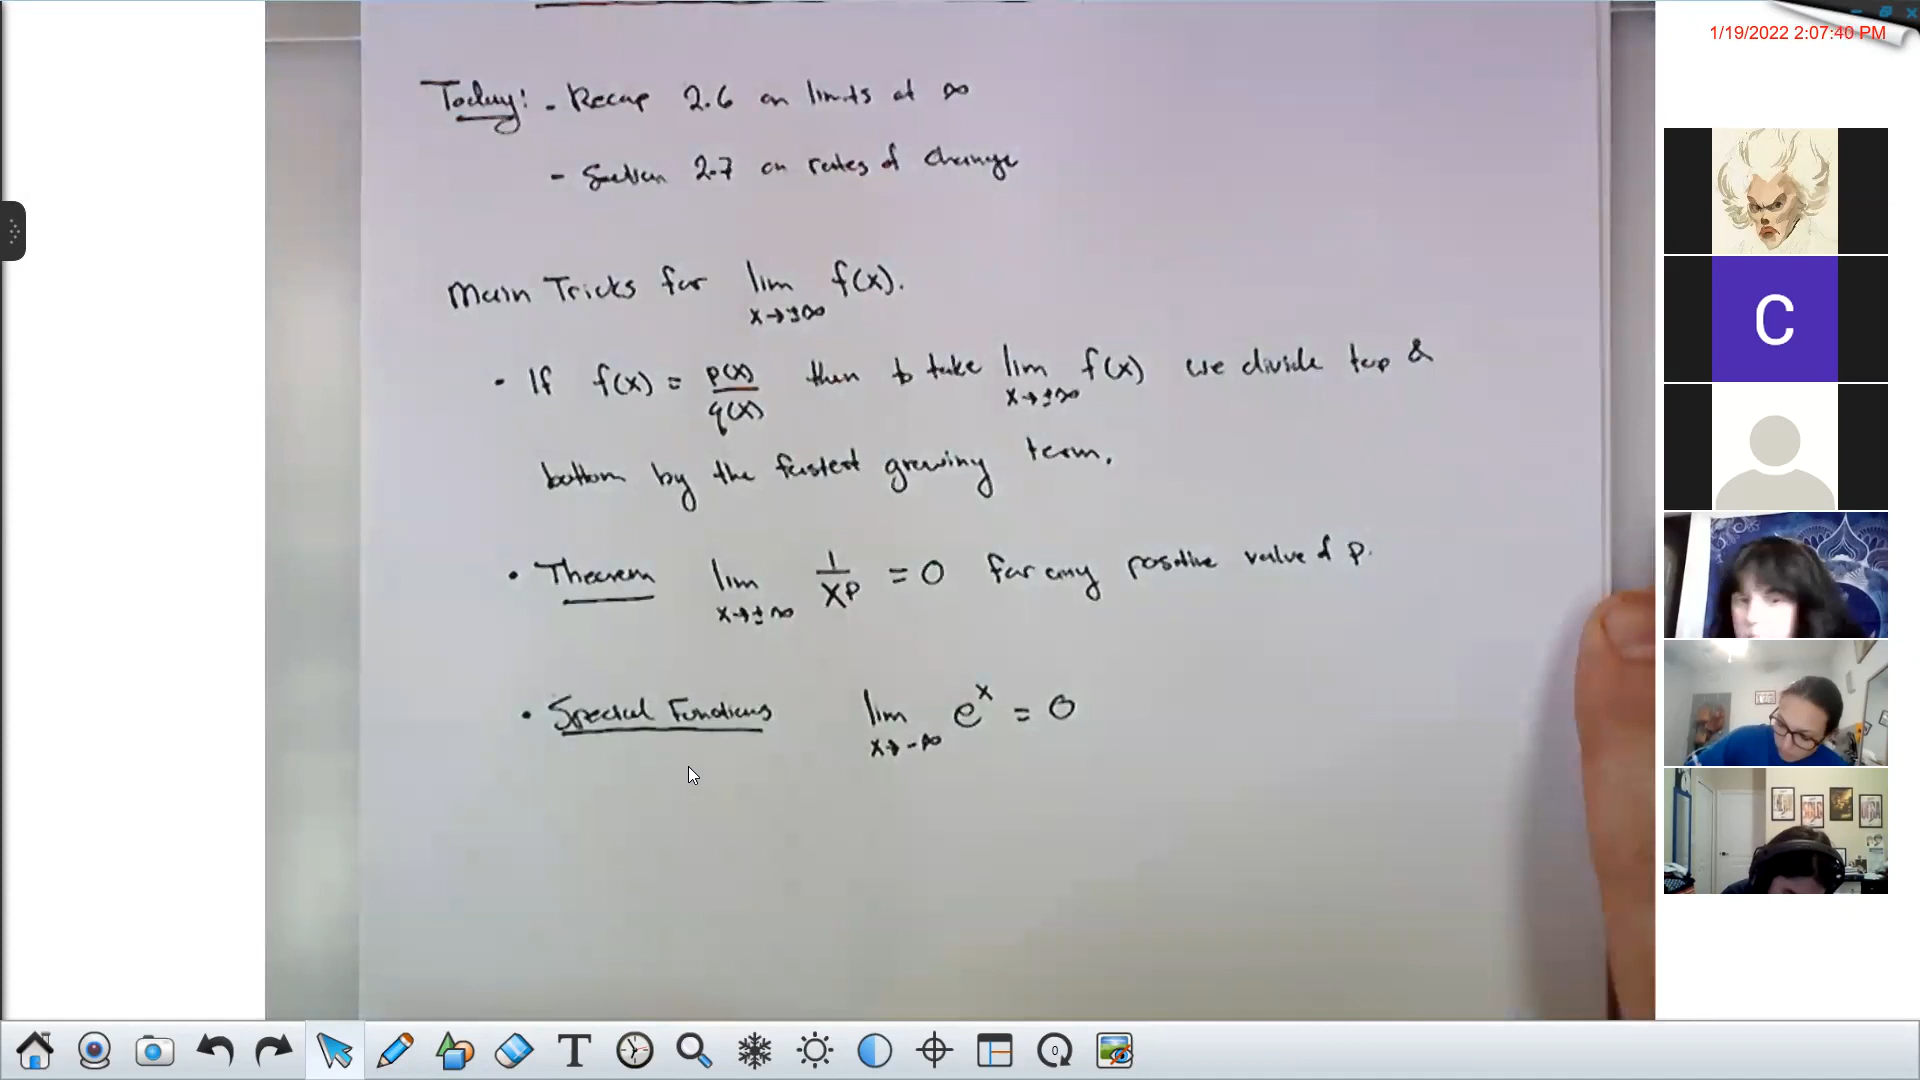 1/19/2022 2:07:40 PM
Today: - Recap 2.6 on limits at ∞
- Section 2.7 on rates of change
Main Tricks for lim x→±∞ f(x).
• If f(x) = p(x)/q(x) then to take lim x→±∞ f(x) we divide top &
bottom by the fastest growing term.
• Theorem lim x→±∞ 1/x^p = 0 for any positive value of p.
• Special Functions lim x→-∞ e^x = 0
C
T
0